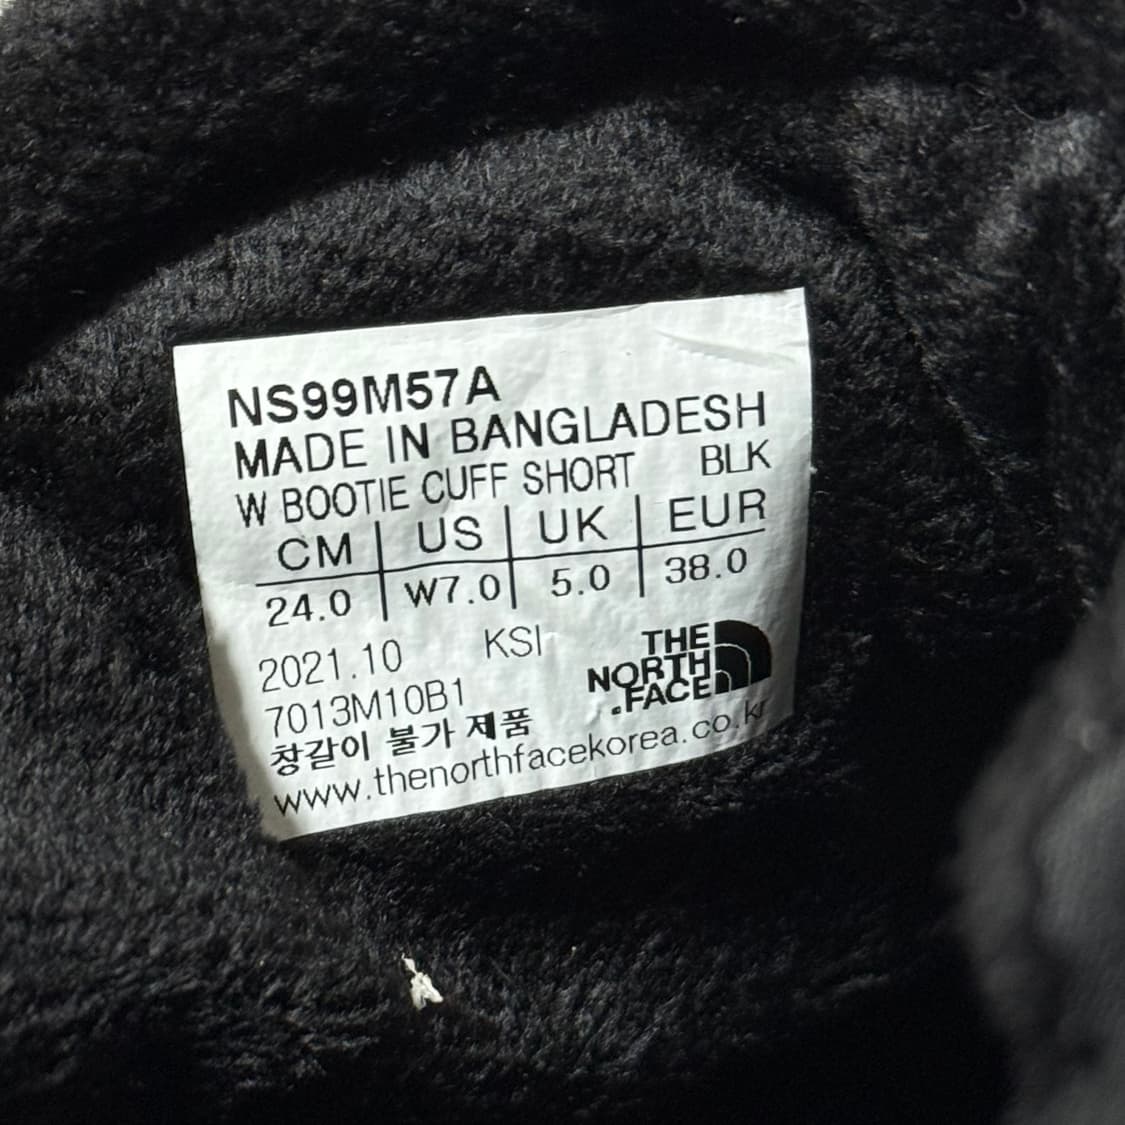 NS99M57A
MADE IN BANGLADESH
W BOOTIE CUFF SHORT BLK
CM US UK EUR
24.0 W7.0 5.0 38.0
2021.10 KSI
7013M10B1
창갈이 불가 제품
www.thenorthfacekorea.co.kr
THE
NORTH
FACE